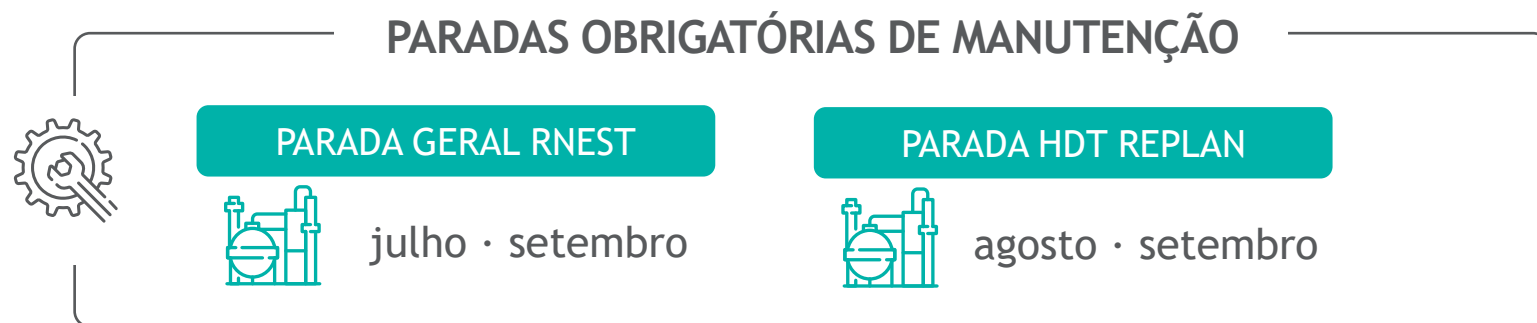 PARADAS OBRIGATÓRIAS DE MANUTENÇÃO
PARADA GERAL RNEST
julho · setembro
PARADA HDT REPLAN
agosto · setembro